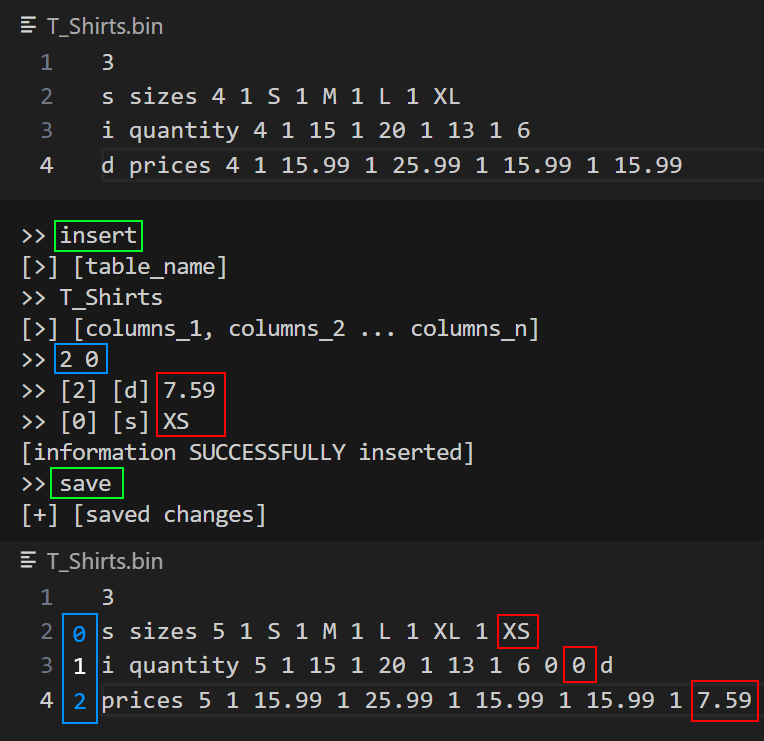 T_Shirts.bin
1 3
2 s sizes 4 1 S 1 M 1 L 1 XL
3 i quantity 4 1 15 1 20 1 13 1 6
4 d prices 4 1 15.99 1 25.99 1 15.99 1 15.99
>> insert
[>] [table_name]
>> T_Shirts
[>] [columns_1, columns_2 ... columns_n]
>> 2 0
>> [2] [d] 7.59
>> [0] [s] XS
[information SUCCESSFULLY inserted]
>> save
[+] [saved changes]
T_Shirts.bin
1 3
2 0 s sizes 5 1 S 1 M 1 L 1 XL 1 XS
3 1 i quantity 5 1 15 1 20 1 13 1 6 0 0 d
4 2 prices 5 1 15.99 1 25.99 1 15.99 1 15.99 1 7.59